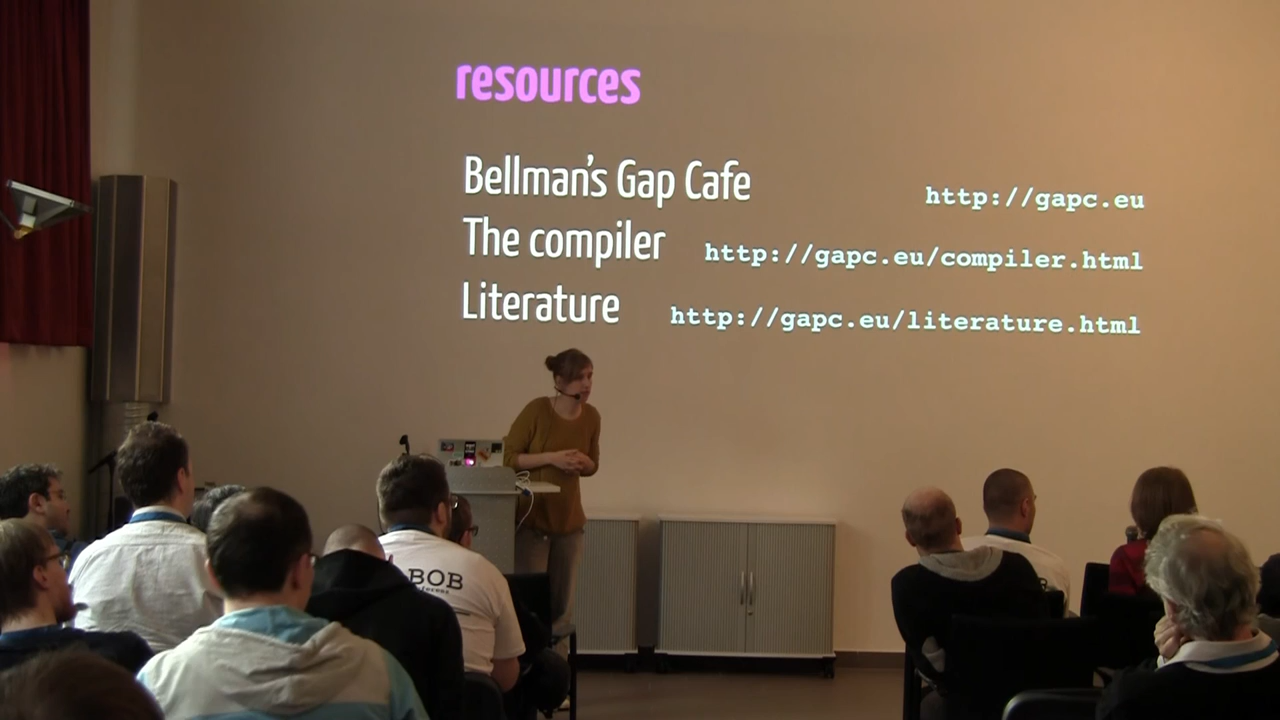 resources
Bellman's Gap Cafe http://gapc.eu
The compiler http://gapc.eu/compiler.html
Literature http://gapc.eu/literature.html
BOB